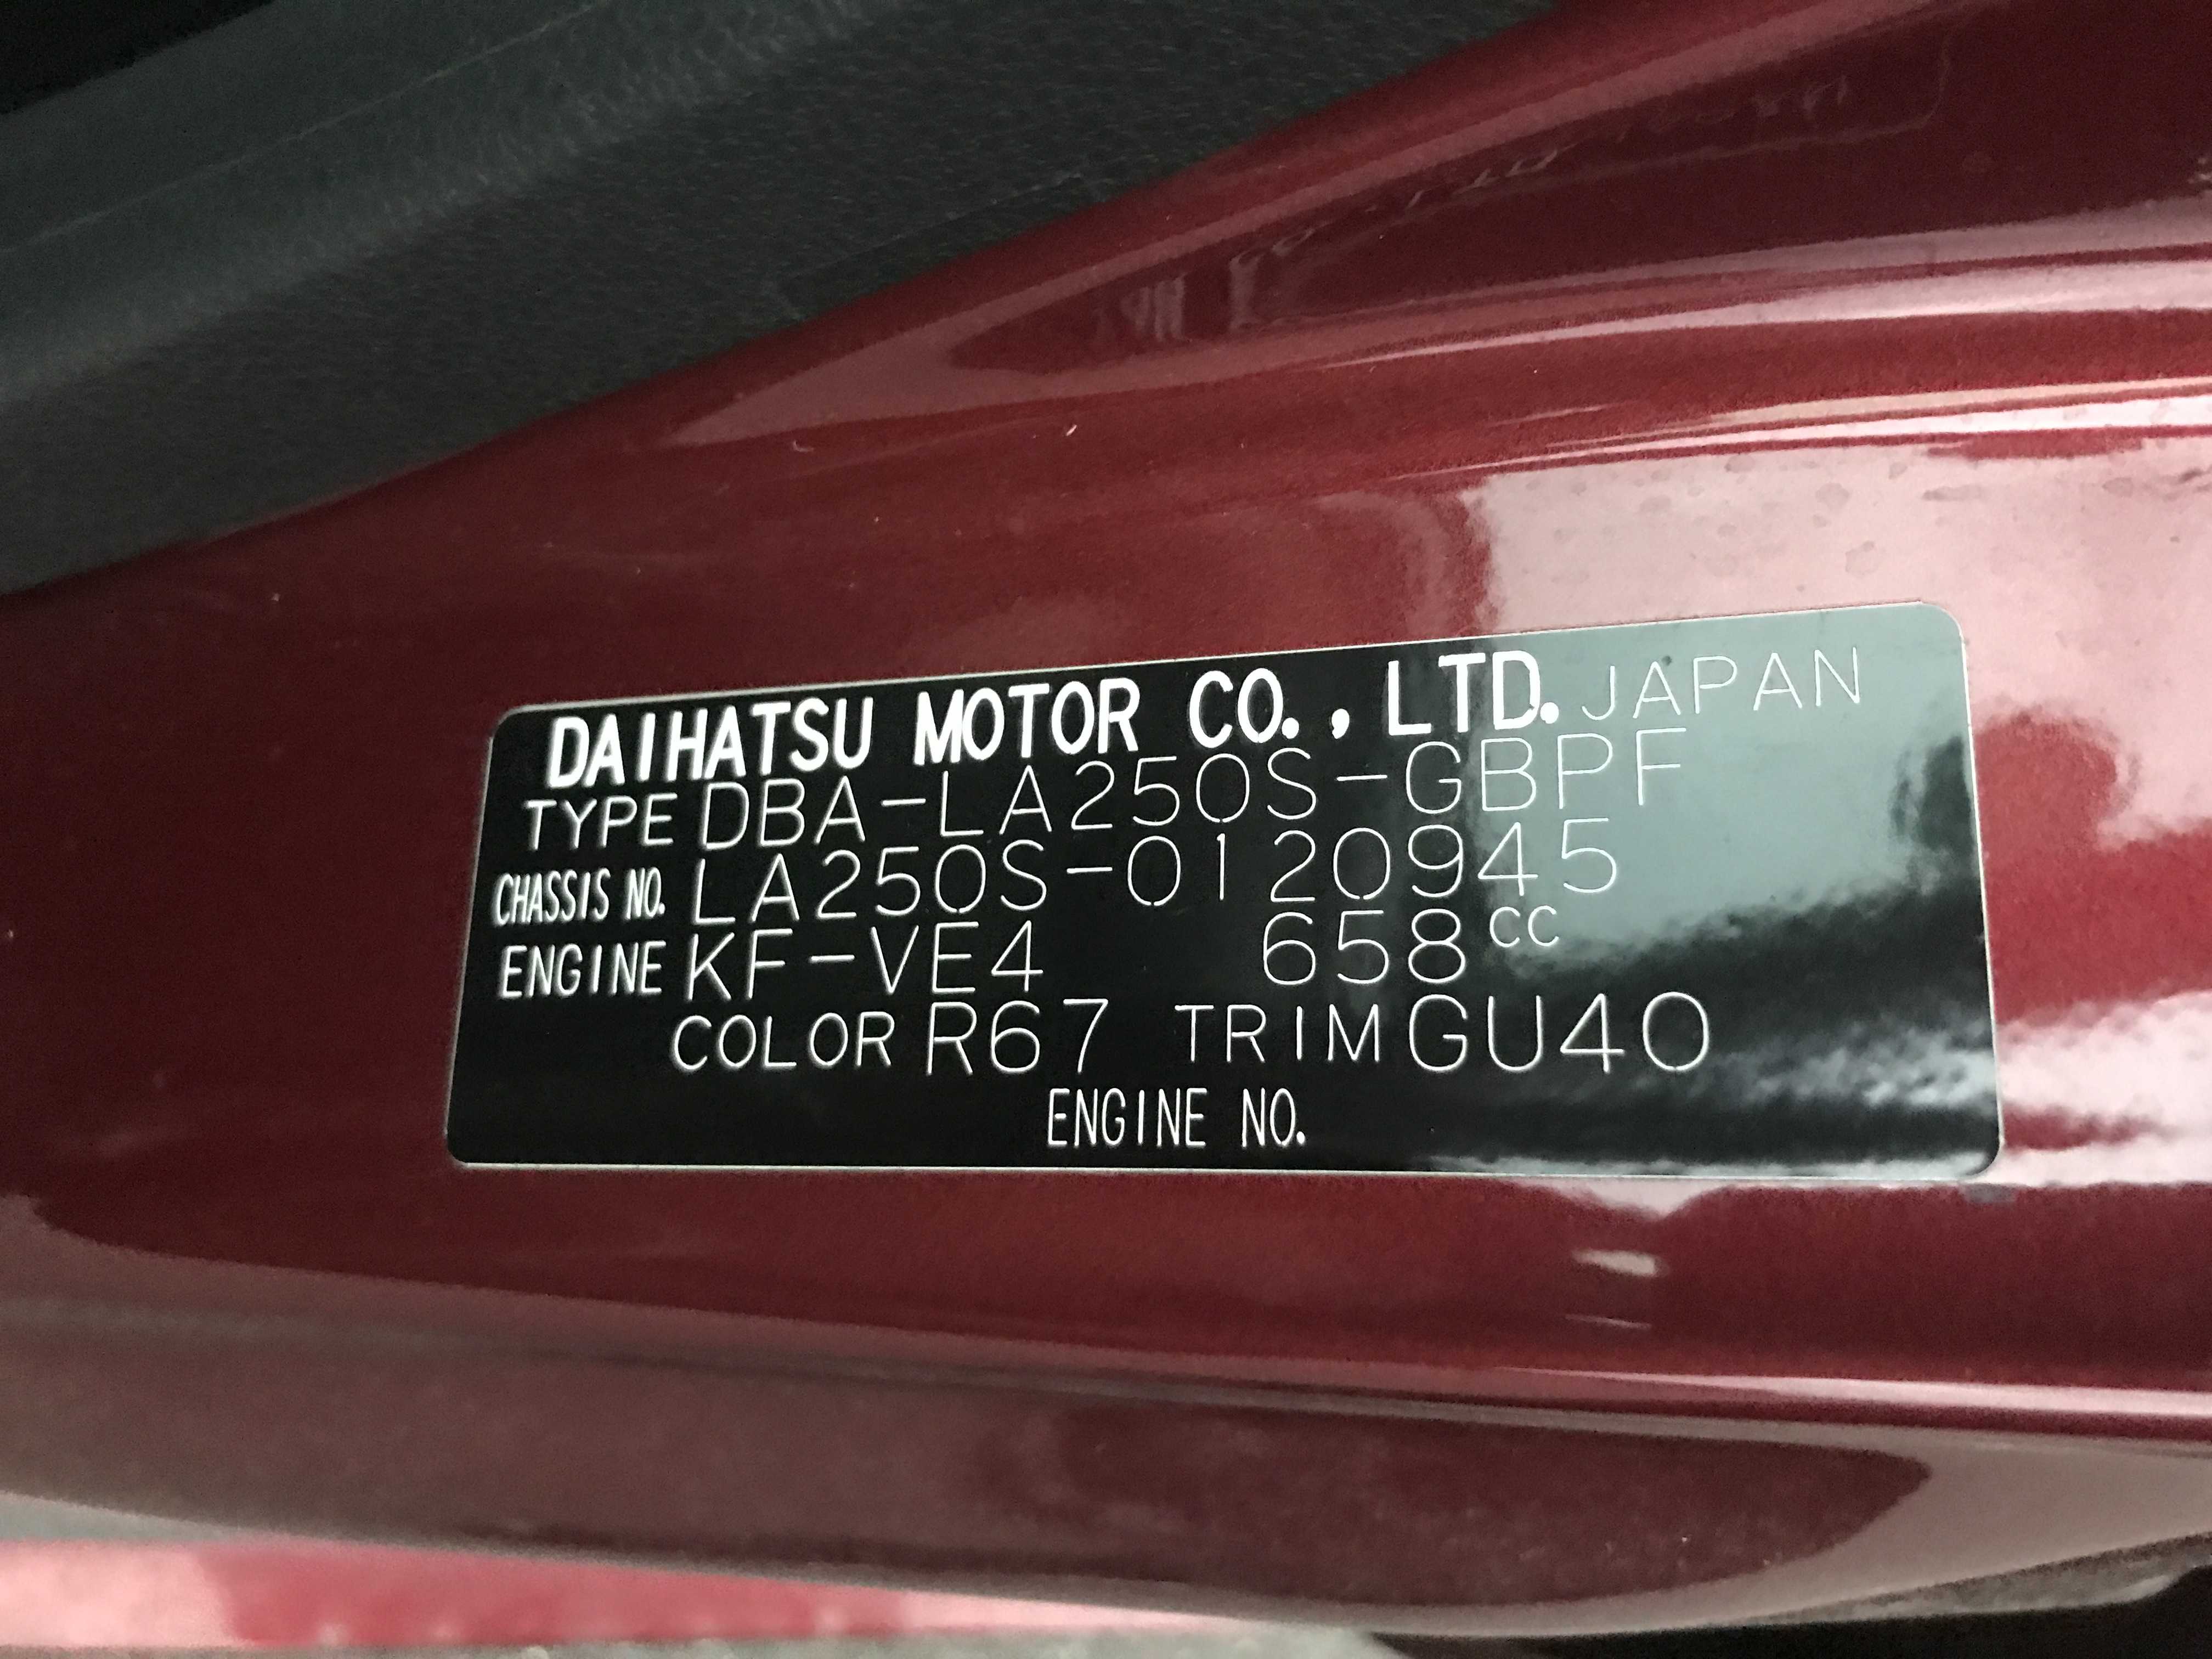 DAIHATSU MOTOR CO., LTD. JAPAN
TYPE DBA-LA250S-GBPF
CHASSIS NO. LA250S-0120945
ENGINE KF-VE4 658CC
COLOR R67 TRIM GU40
ENGINE NO.